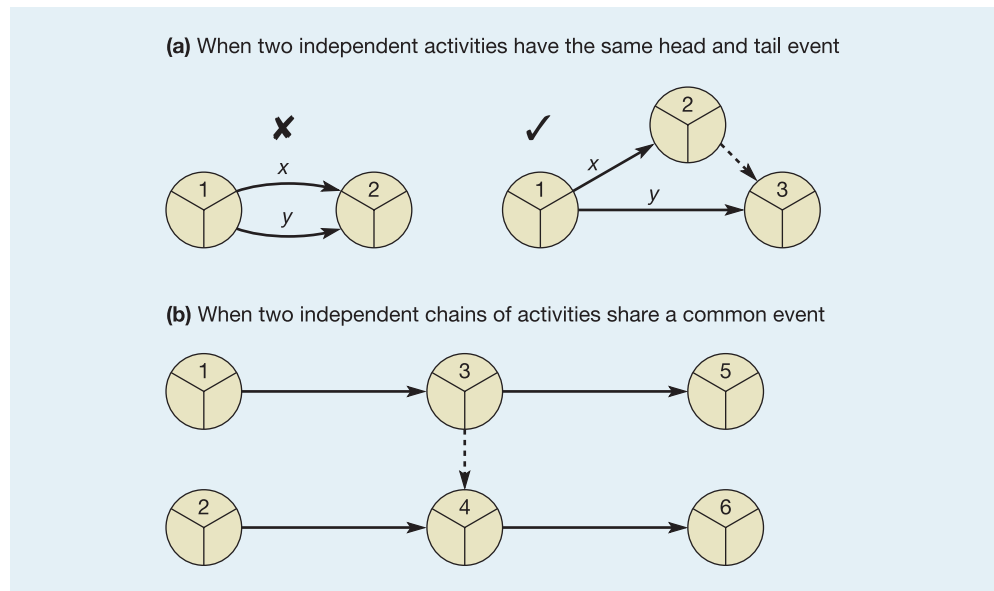 (a) When two independent activities have the same head and tail event
✘ ✓
1 x y 2
1 x y 2 3
(b) When two independent chains of activities share a common event
1 3 5
2 4 6